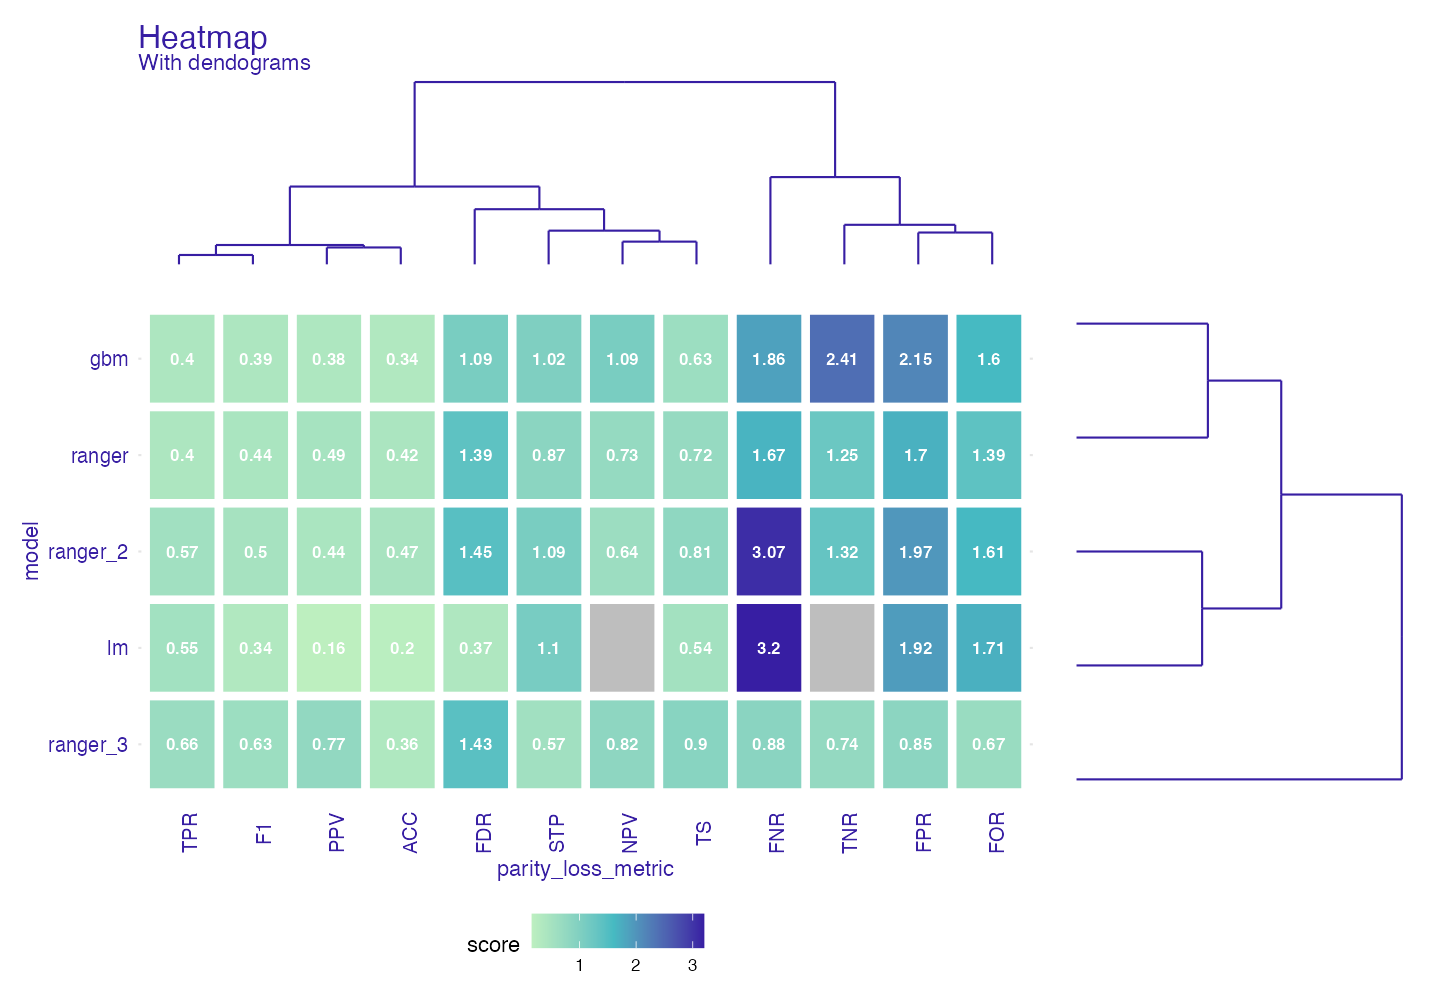 Heatmap
With dendograms
gbm 0.4 0.39 0.38 0.34 1.09 1.02 1.09 0.63 1.86 2.41 2.15 1.6
ranger 0.4 0.44 0.49 0.42 1.39 0.87 0.73 0.72 1.67 1.25 1.7 1.39
model
ranger_2 0.57 0.5 0.44 0.47 1.45 1.09 0.64 0.81 3.07 1.32 1.97 1.61
lm 0.55 0.34 0.16 0.2 0.37 1.1 0.54 3.2 1.92 1.71
ranger_3 0.66 0.63 0.77 0.36 1.43 0.57 0.82 0.9 0.88 0.74 0.85 0.67
TPR F1 PPV ACC FDR STP NPV TS FNR TNR FPR FOR
parity_loss_metric
score
1 2 3